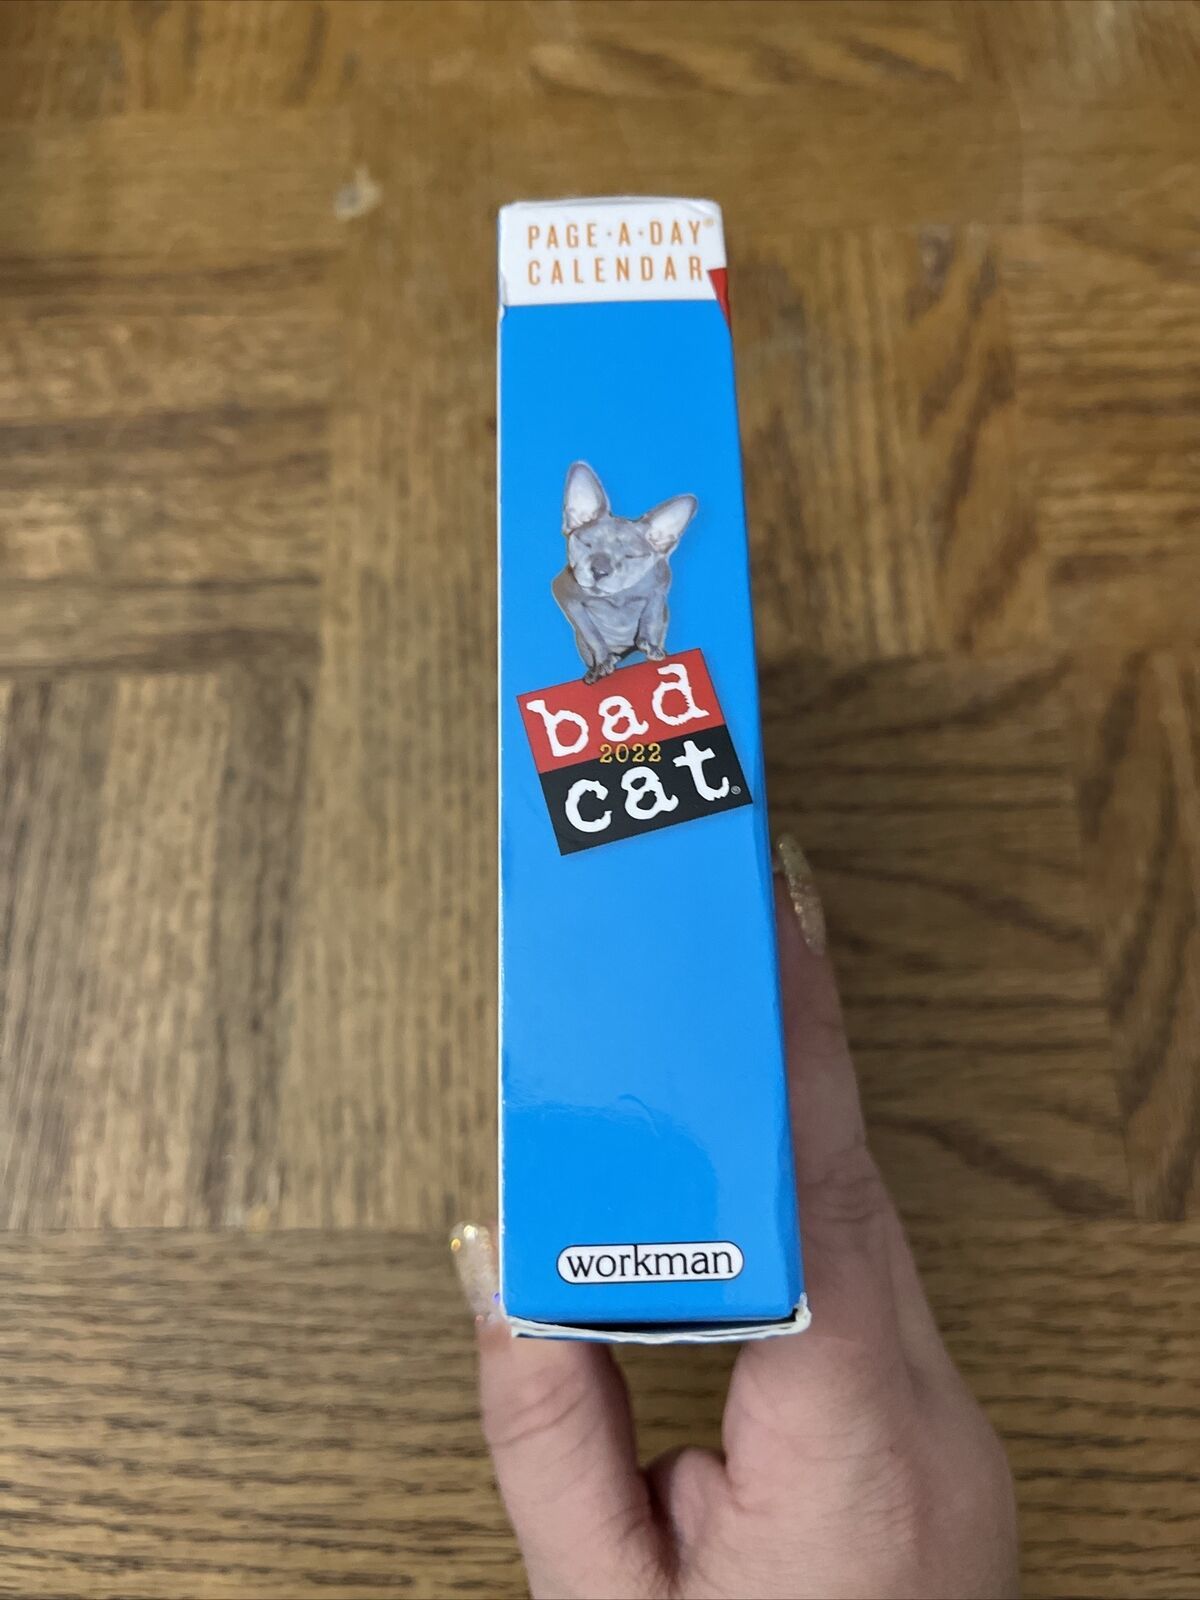 PAGE·A·DAY®
CALENDAR
bad
2022
cat®
workman